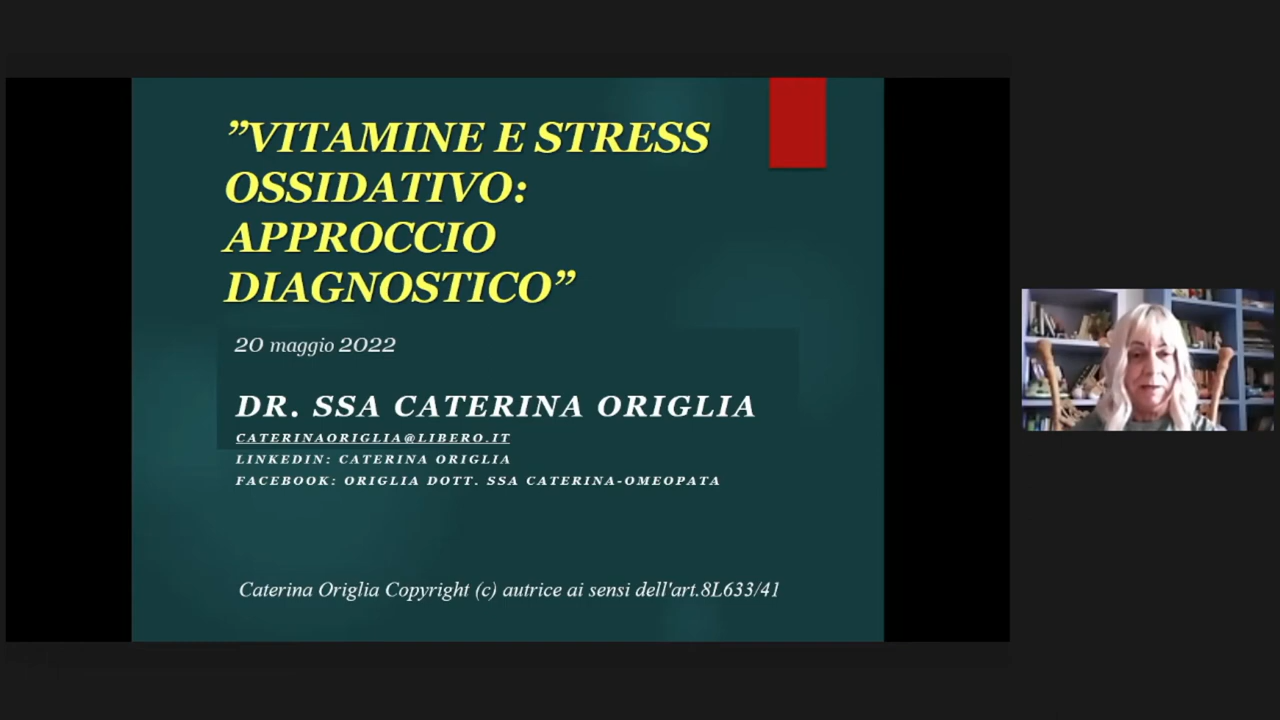 ”VITAMINE E STRESS
OSSIDATIVO:
APPROCCIO
DIAGNOSTICO”
20 maggio 2022
DR. SSA CATERINA ORIGLIA
CATERINAORIGLIA@LIBERO.IT
LINKEDIN: CATERINA ORIGLIA
FACEBOOK: ORIGLIA DOTT. SSA CATERINA-OMEOPATA
Caterina Origlia Copyright (c) autrice ai sensi dell'art.8L633/41